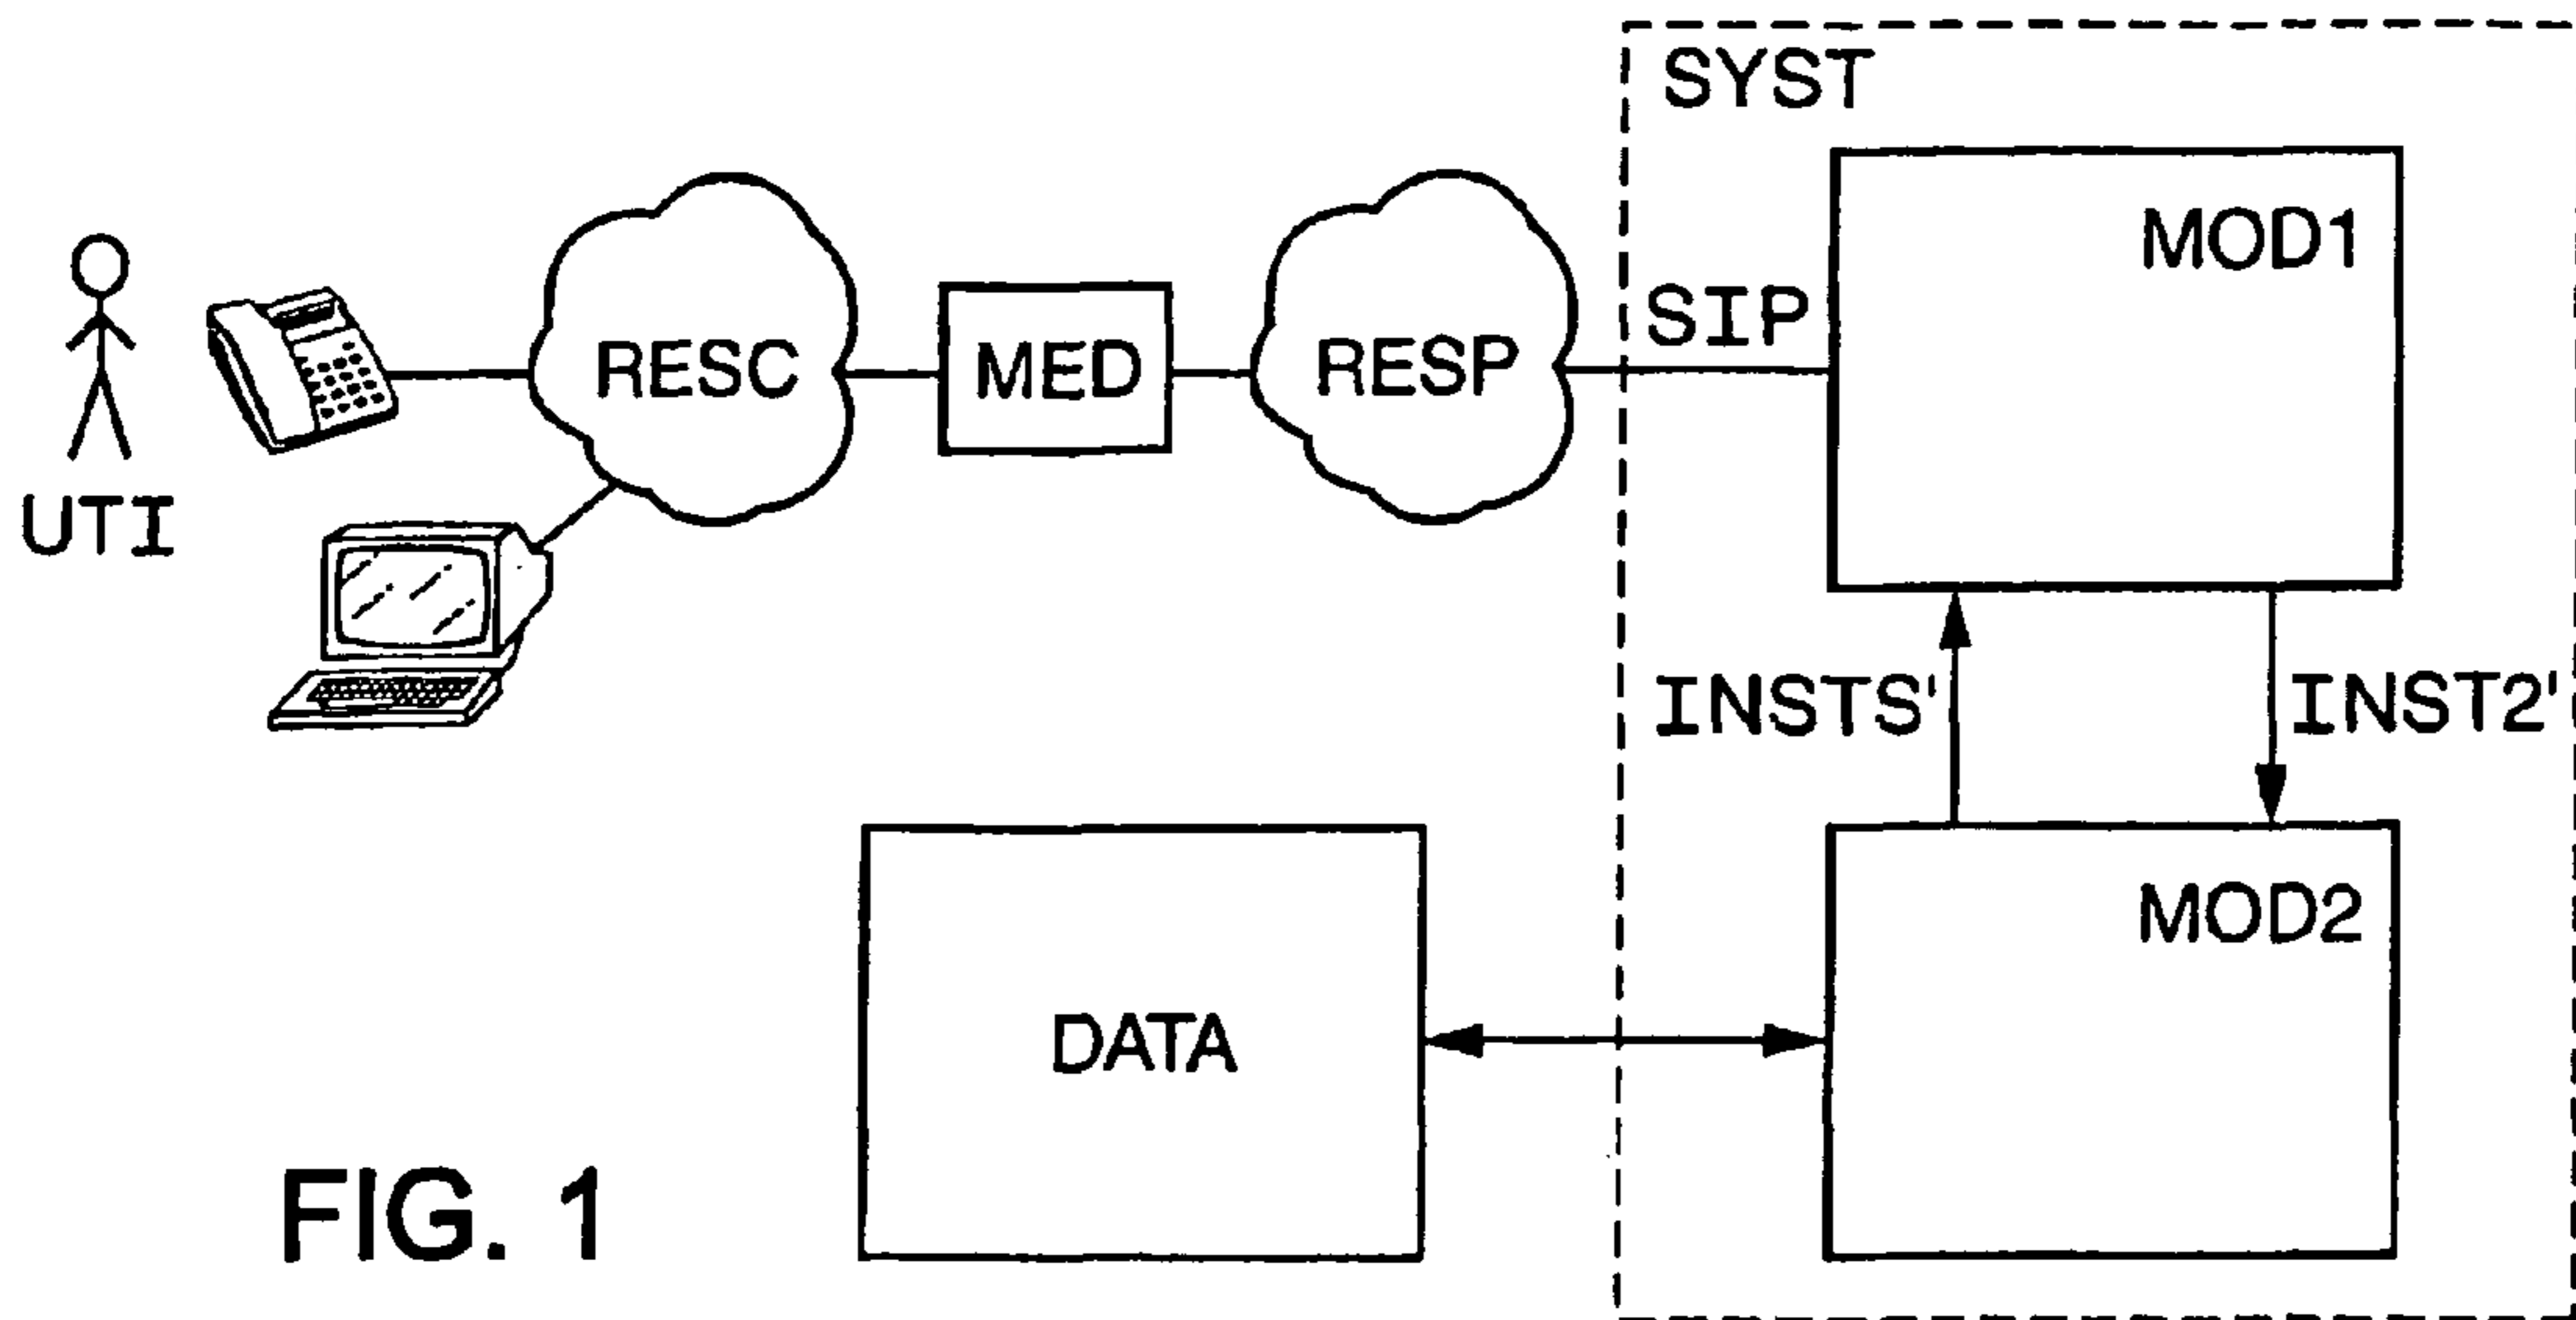 SYST
MOD1
SIP
RESC
MED
RESP
UTI
INSTS'
INST2'
MOD2
DATA
FIG. 1